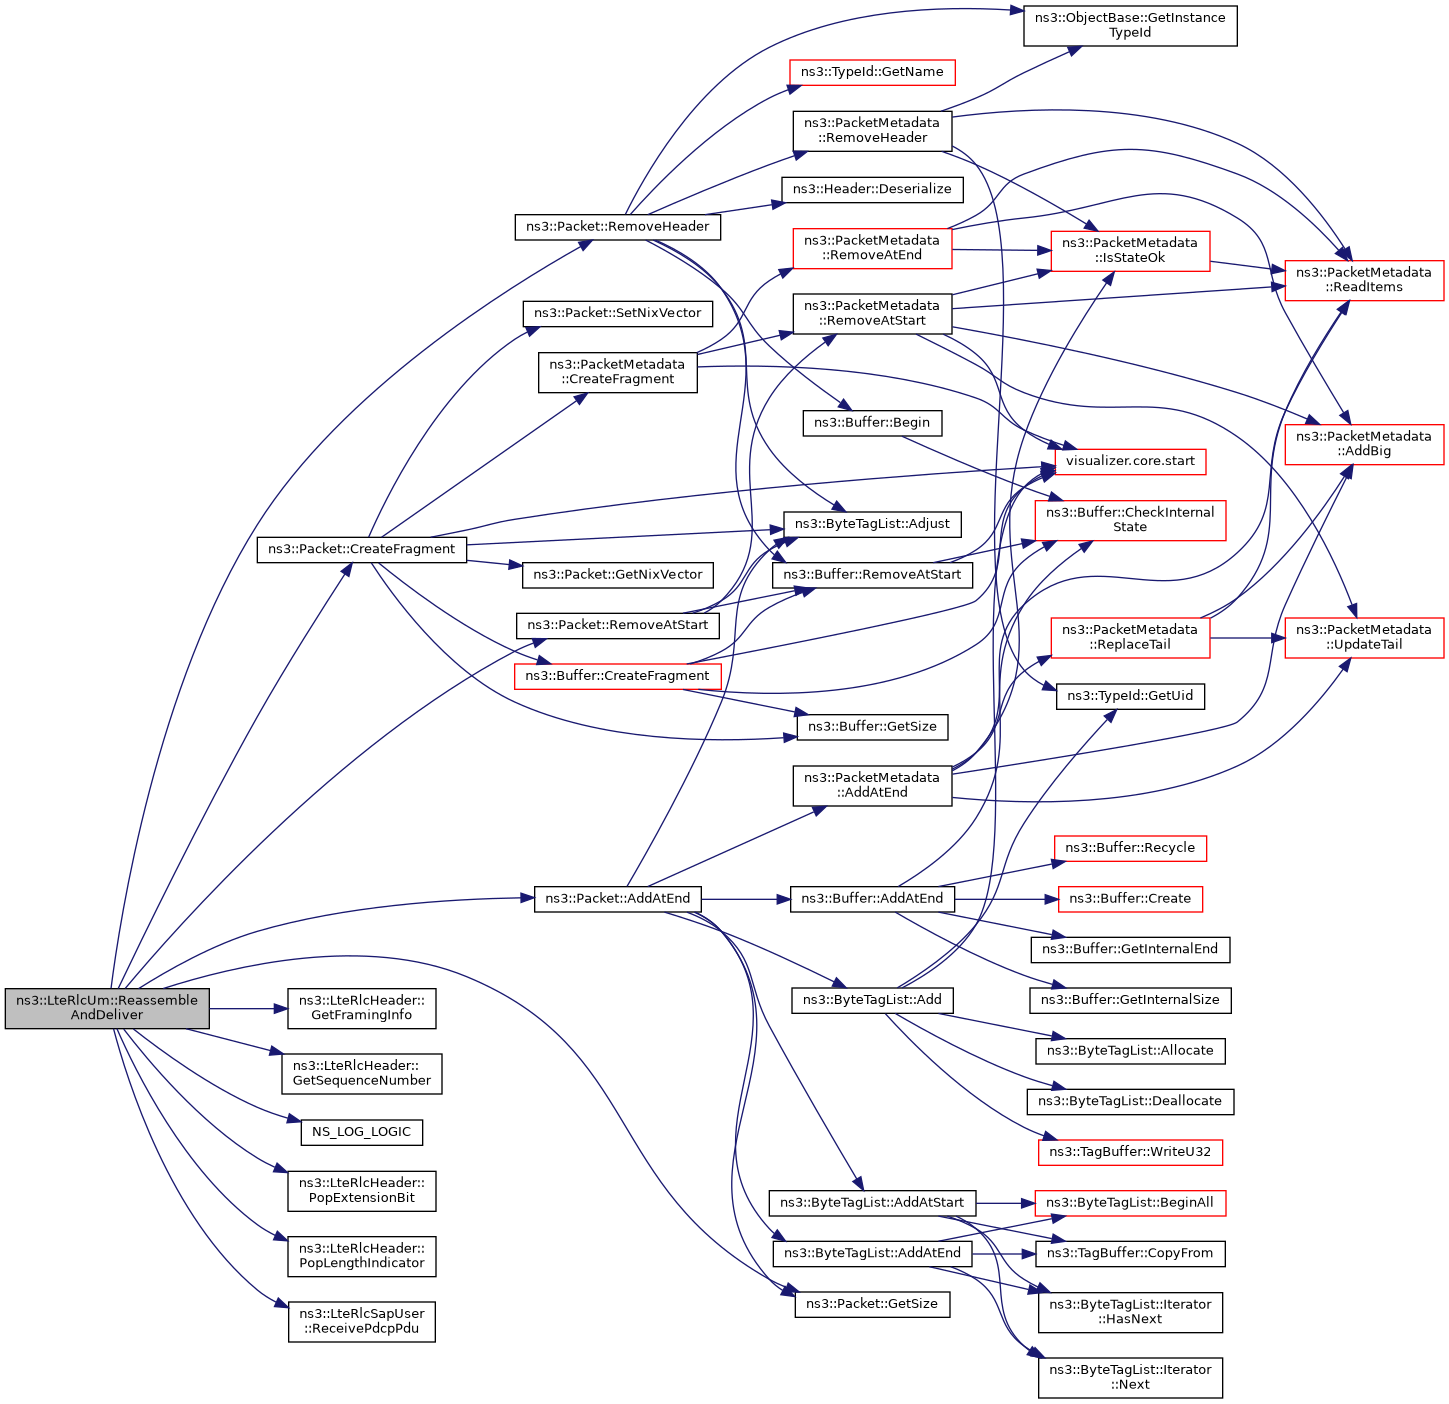 ns3::ObjectBase::GetInstance
TypeId
ns3::TypeId::GetName
ns3::PacketMetadata
::RemoveHeader
ns3::Header::Deserialize
ns3::Packet::RemoveHeader
ns3::PacketMetadata
::RemoveAtEnd
ns3::PacketMetadata
::IsStateOk
ns3::PacketMetadata
::ReadItems
ns3::Packet::SetNixVector
ns3::PacketMetadata
::RemoveAtStart
ns3::PacketMetadata
::CreateFragment
ns3::Buffer::Begin
ns3::PacketMetadata
::AddBig
visualizer.core.start
ns3::ByteTagList::Adjust
ns3::Buffer::CheckInternal
State
ns3::Packet::CreateFragment
ns3::Packet::GetNixVector
ns3::Buffer::RemoveAtStart
ns3::Packet::RemoveAtStart
ns3::PacketMetadata
::ReplaceTail
ns3::PacketMetadata
::UpdateTail
ns3::Buffer::CreateFragment
ns3::TypeId::GetUid
ns3::Buffer::GetSize
ns3::PacketMetadata
::AddAtEnd
ns3::Buffer::Recycle
ns3::Packet::AddAtEnd
ns3::Buffer::AddAtEnd
ns3::Buffer::Create
ns3::Buffer::GetInternalEnd
ns3::LteRlcUm::Reassemble
AndDeliver
ns3::LteRlcHeader::
GetFramingInfo
ns3::ByteTagList::Add
ns3::Buffer::GetInternalSize
ns3::ByteTagList::Allocate
ns3::LteRlcHeader::
GetSequenceNumber
ns3::ByteTagList::Deallocate
NS_LOG_LOGIC
ns3::TagBuffer::WriteU32
ns3::LteRlcHeader::
PopExtensionBit
ns3::ByteTagList::AddAtStart
ns3::ByteTagList::BeginAll
ns3::LteRlcHeader::
PopLengthIndicator
ns3::ByteTagList::AddAtEnd
ns3::TagBuffer::CopyFrom
ns3::LteRlcSapUser
::ReceivePdcpPdu
ns3::Packet::GetSize
ns3::ByteTagList::Iterator
::HasNext
ns3::ByteTagList::Iterator
::Next